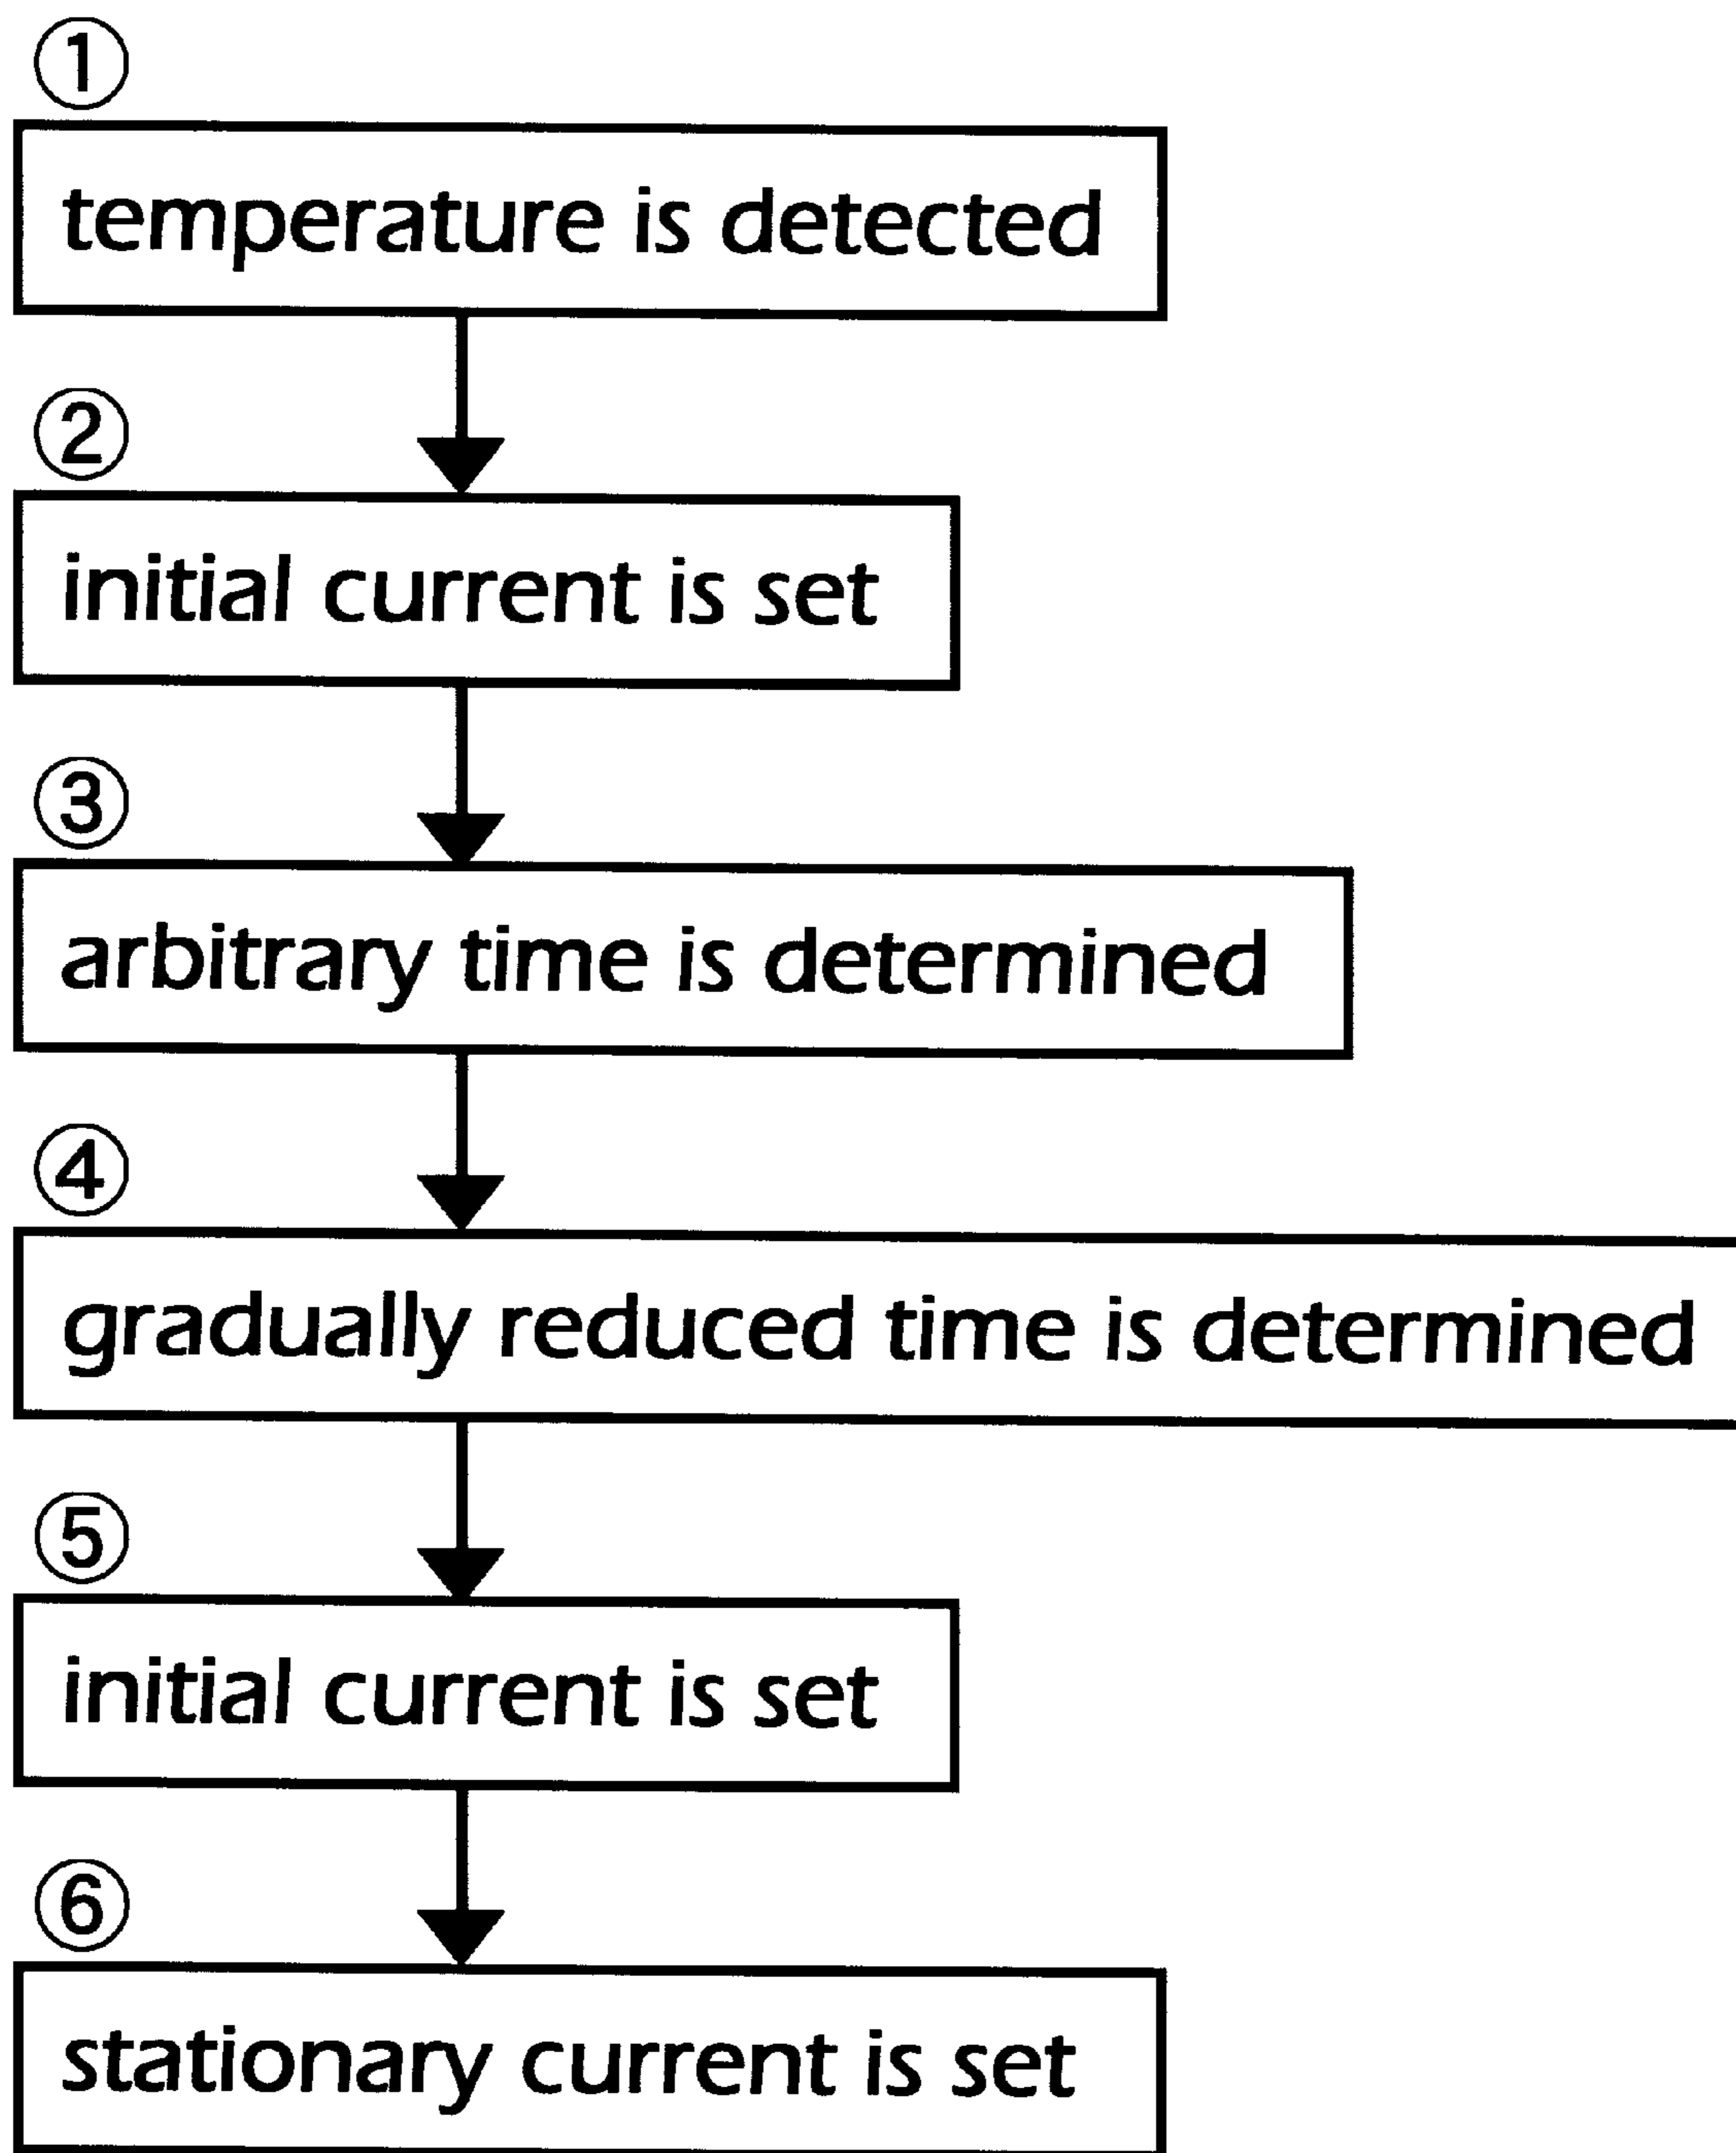 ①
temperature is detected
②
initial current is set
③
arbitrary time is determined
④
gradually reduced time is determined
⑤
initial current is set
⑥
stationary current is set